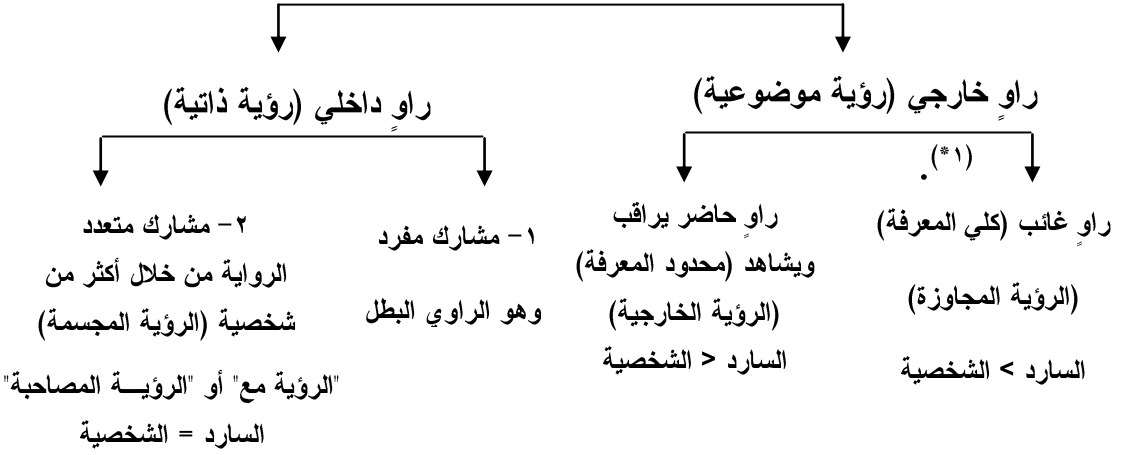 راوٍ خارجي (رؤية موضوعية)
راوٍ داخلي (رؤية ذاتية)
(*١)
.
راوٍ غائب (كلي المعرفة)
(الرؤية المجاوزة)
السارد > الشخصية
راوٍ حاضر يراقب
ويشاهد (محدود المعرفة)
(الرؤية الخارجية)
السارد < الشخصية
١- مشارك مفرد
وهو الراوي البطل
٢- مشارك متعدد
الرواية من خلال أكثر من
شخصية (الرؤية المجسمة)
"الرؤية مع" أو "الرؤيـــة المصاحبة"
السارد = الشخصية